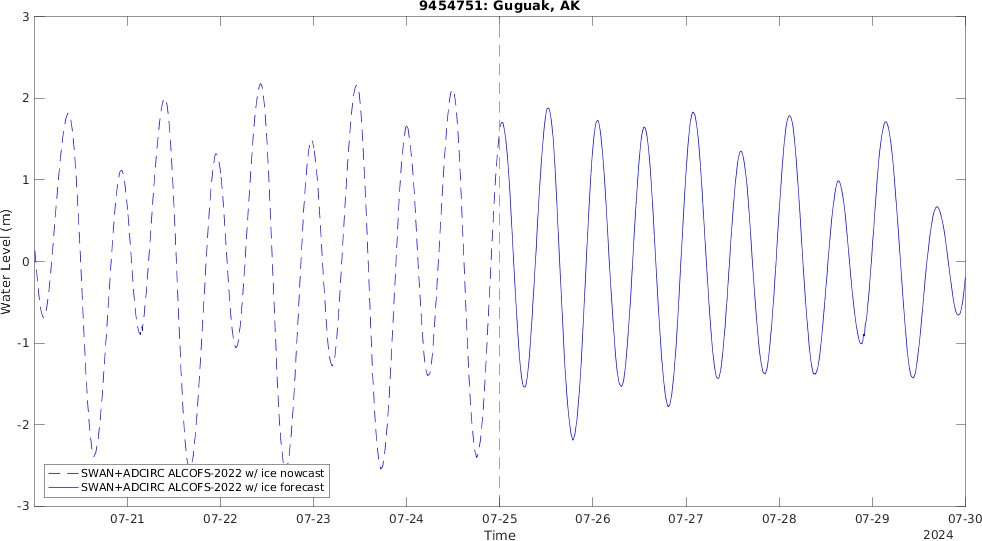 9454751: Guguak, AK
3
2
1
0
-1
-2
-3
Water Level (m)
SWAN+ADCIRC ALCOFS-2022 w/ ice nowcast
SWAN+ADCIRC ALCOFS-2022 w/ ice forecast
07-21 07-22 07-23 07-24 07-25 07-26 07-27 07-28 07-29 07-30
Time
2024